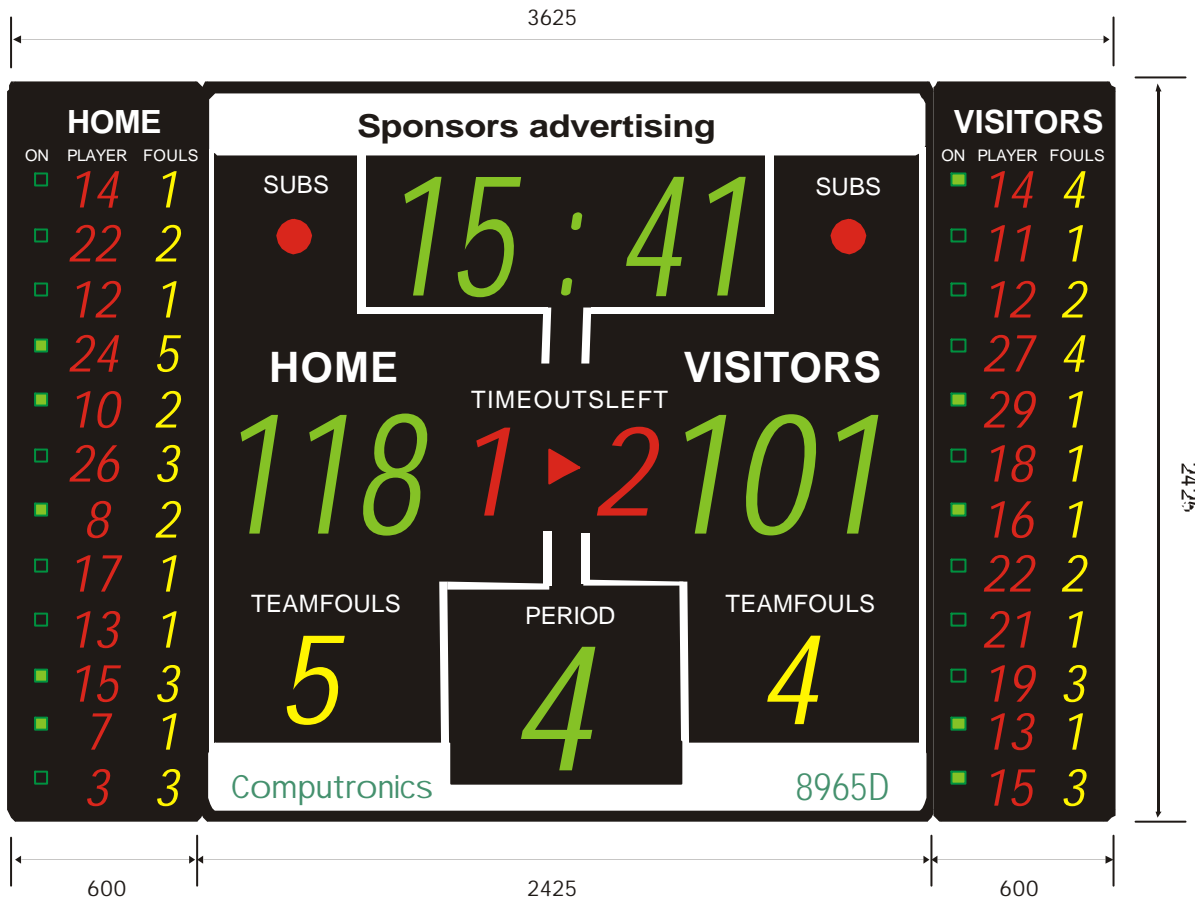 3625
HOME
ON PLAYER FOULS
14 1
22 2
12 1
24 5
10 2
26 3
8 2
17 1
13 1
15 3
7 1
3 3
Sponsors advertising
SUBS
15 : 41
SUBS
HOME
VISITORS
TIMEOUTSLEFT
118
1 2
101
TEAMFOULS
PERIOD
TEAMFOULS
5
4
4
Computronics
8965D
VISITORS
ON PLAYER FOULS
14 4
11 1
12 2
27 4
29 1
18 1
16 1
22 2
21 1
19 3
13 1
15 3
2425
600
2425
600